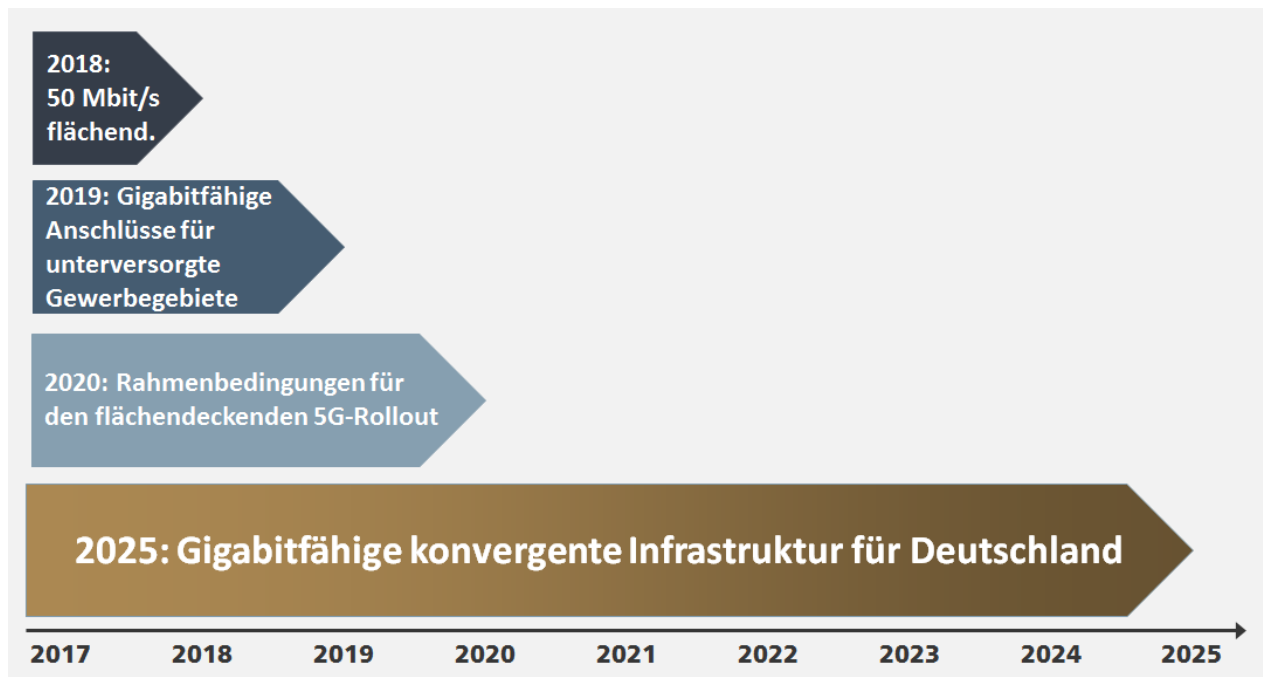 2018:
50 Mbit/s
flächend.
2019: Gigabitfähige
Anschlüsse für
unterversorgte
Gewerbegebiete
2020: Rahmenbedingungen für
den flächendeckenden 5G-Rollout
2025: Gigabitfähige konvergente Infrastruktur für Deutschland
2017 2018 2019 2020 2021 2022 2023 2024 2025